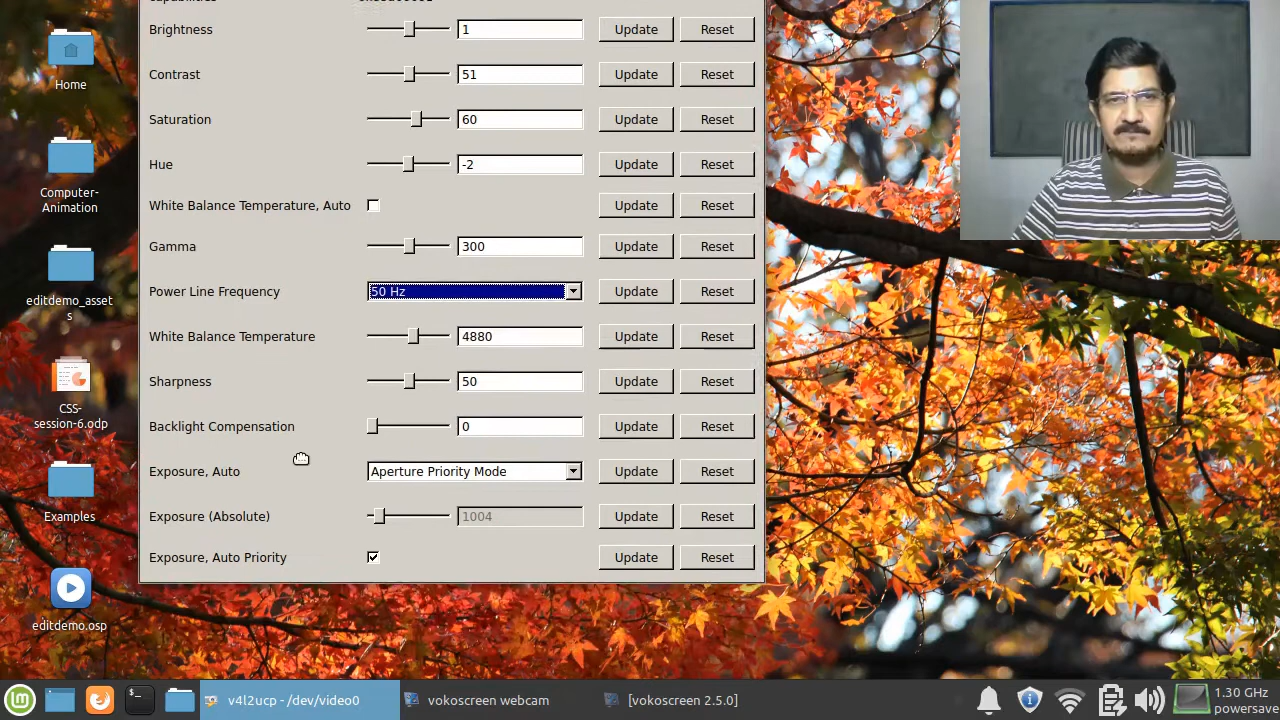 Brightness 1 Update Reset
Contrast 51 Update Reset
Saturation 60 Update Reset
Hue -2 Update Reset
White Balance Temperature, Auto Update Reset
Gamma 300 Update Reset
Power Line Frequency 50 Hz Update Reset
White Balance Temperature 4880 Update Reset
Sharpness 50 Update Reset
Backlight Compensation 0 Update Reset
Exposure, Auto Aperture Priority Mode Update Reset
Exposure (Absolute) 1004 Update Reset
Exposure, Auto Priority Update Reset
Home
Computer-
Animation
editdemo_asset
s
CSS-
session-6.odp
Examples
editdemo.osp
v4l2ucp - /dev/video0
vokoscreen webcam
[vokoscreen 2.5.0]
1.30 GHz
powersave